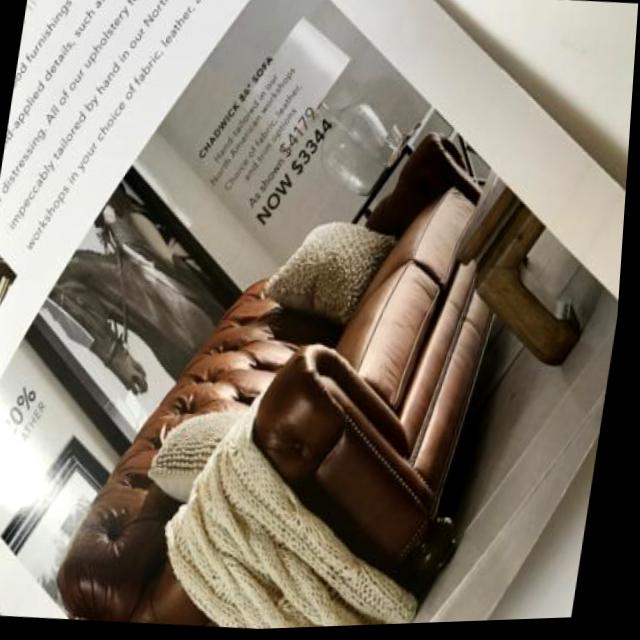 furnishings
applied details, such
distressing. All of our upholstery
impeccably tailored by hand in our North
workshops in your choice of fabric, leather,
CHADWICK 86" SOFA
Hand-tailored in our
North American workshops
Choice of fabric, leather,
and trim options
As shown $4179
NOW $3344
0%